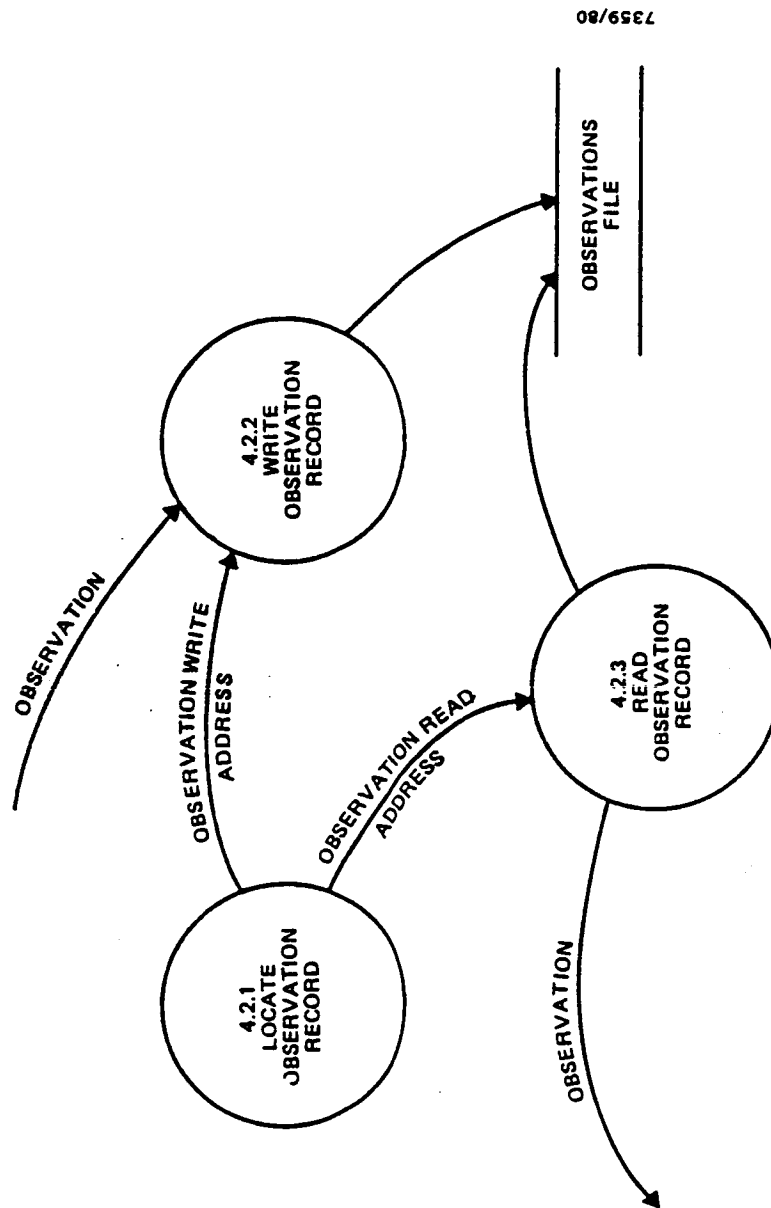 OBSERVATION
4.2.2
WRITE
OBSERVATION
RECORD
OBSERVATION WRITE
ADDRESS
4.2.1
LOCATE
OBSERVATION
RECORD
OBSERVATION READ
ADDRESS
OBSERVATIONS
FILE
4.2.3
READ
OBSERVATION
RECORD
OBSERVATION
7359/80